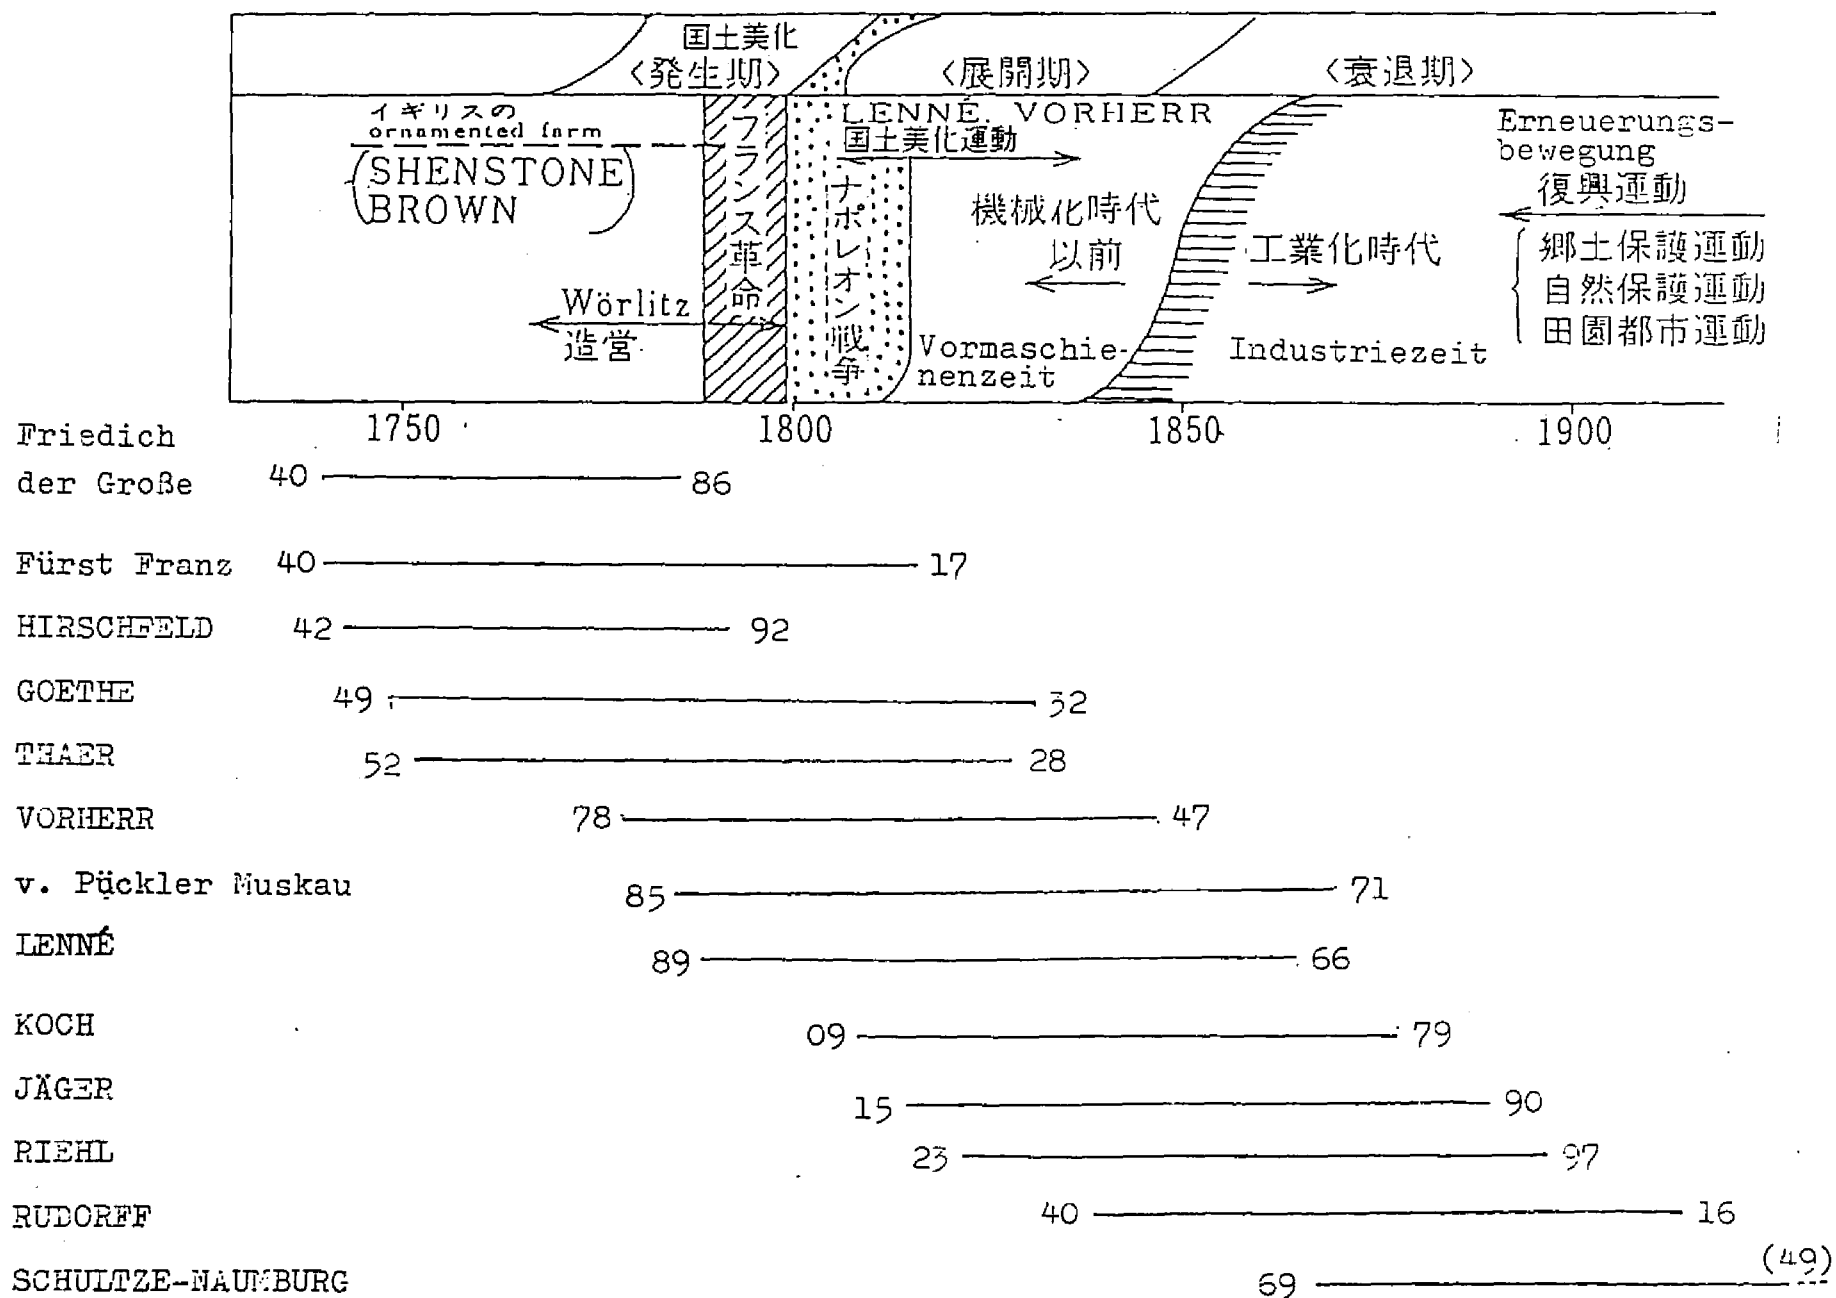 国土美化
〈発生期〉
〈展開期〉
〈衰退期〉
イギリスの
ornamented farm
SHENSTONE
BROWN
フランス革命
LENNÉ. VORHERR
国土美化運動
ナポレオン戦争
機械化時代
以前
工業化時代
Erneuerungs-
bewegung
復興運動
郷土保護運動
自然保護運動
田園都市運動
Wörlitz
造営
Vormaschie-
nenzeit
Industriezeit
1750 1800 1850 1900
Friedich
der Große 40 86
Fürst Franz 40 17
HIRSCHFELD 42 92
GOETHE 49 32
THAER 52 28
VORHERR 78 47
v. Pückler Muskau 85 71
LENNÉ 89 66
KOCH 09 79
JÄGER 15 90
RIEHL 23 97
RUDORFF 40 16
SCHULTZE-NAUMBURG 69 (49)